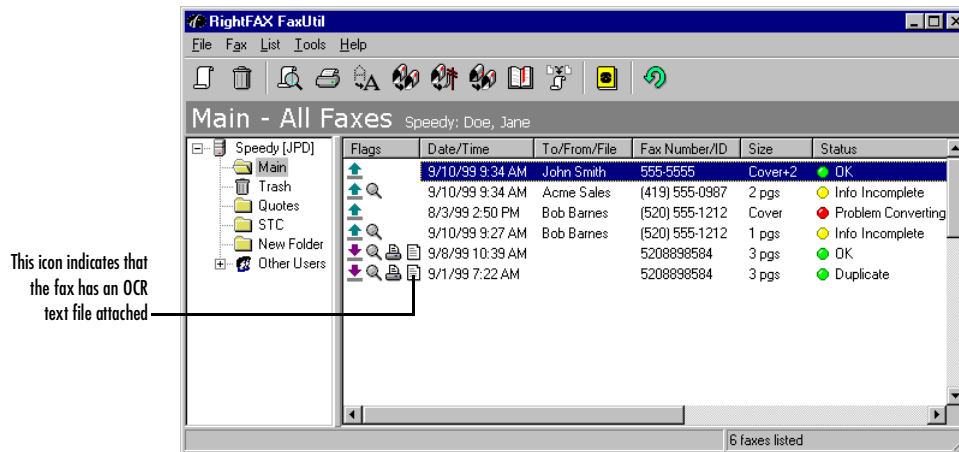 RightFAX FaxUtil
File Fax List Tools Help
Main - All Faxes Speedy: Doe, Jane
Speedy [JPD]
Main
Trash
Quotes
STC
New Folder
Other Users
Flags Date/Time To/From/File Fax Number/ID Size Status
9/10/99 9:34 AM John Smith 555-5555 Cover+2 OK
9/10/99 9:34 AM Acme Sales (419) 555-0987 2 pgs Info Incomplete
8/3/99 2:50 PM Bob Barnes (520) 555-1212 Cover Problem Converting
9/10/99 9:27 AM Bob Barnes (520) 555-1212 1 pgs Info Incomplete
9/8/99 10:39 AM 5208898584 3 pgs OK
9/1/99 7:22 AM 5208898584 3 pgs Duplicate
This icon indicates that
the fax has an OCR
text file attached
6 faxes listed